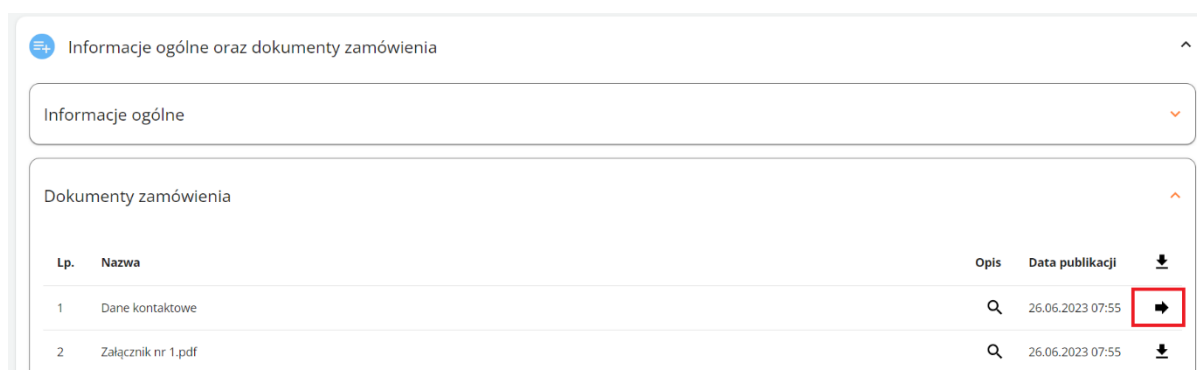 Informacje ogólne oraz dokumenty zamówienia
Informacje ogólne
Dokumenty zamówienia
Lp. Nazwa Opis Data publikacji
1 Dane kontaktowe 26.06.2023 07:55
2 Załącznik nr 1.pdf 26.06.2023 07:55